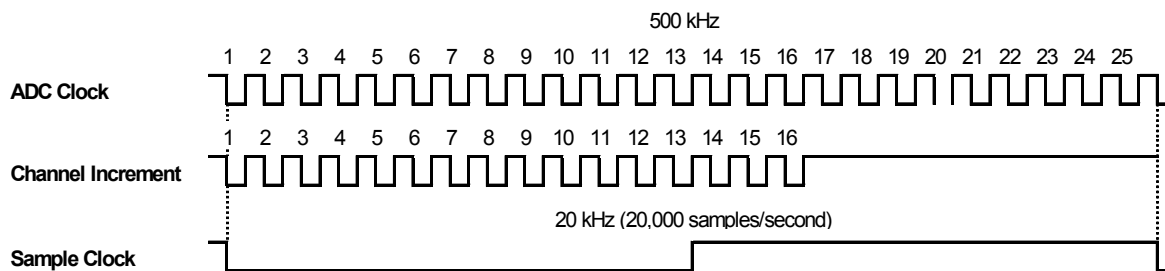 500 kHz
1 2 3 4 5 6 7 8 9 10 11 12 13 14 15 16 17 18 19 20 21 22 23 24 25
ADC Clock
1 2 3 4 5 6 7 8 9 10 11 12 13 14 15 16
Channel Increment
20 kHz (20,000 samples/second)
Sample Clock